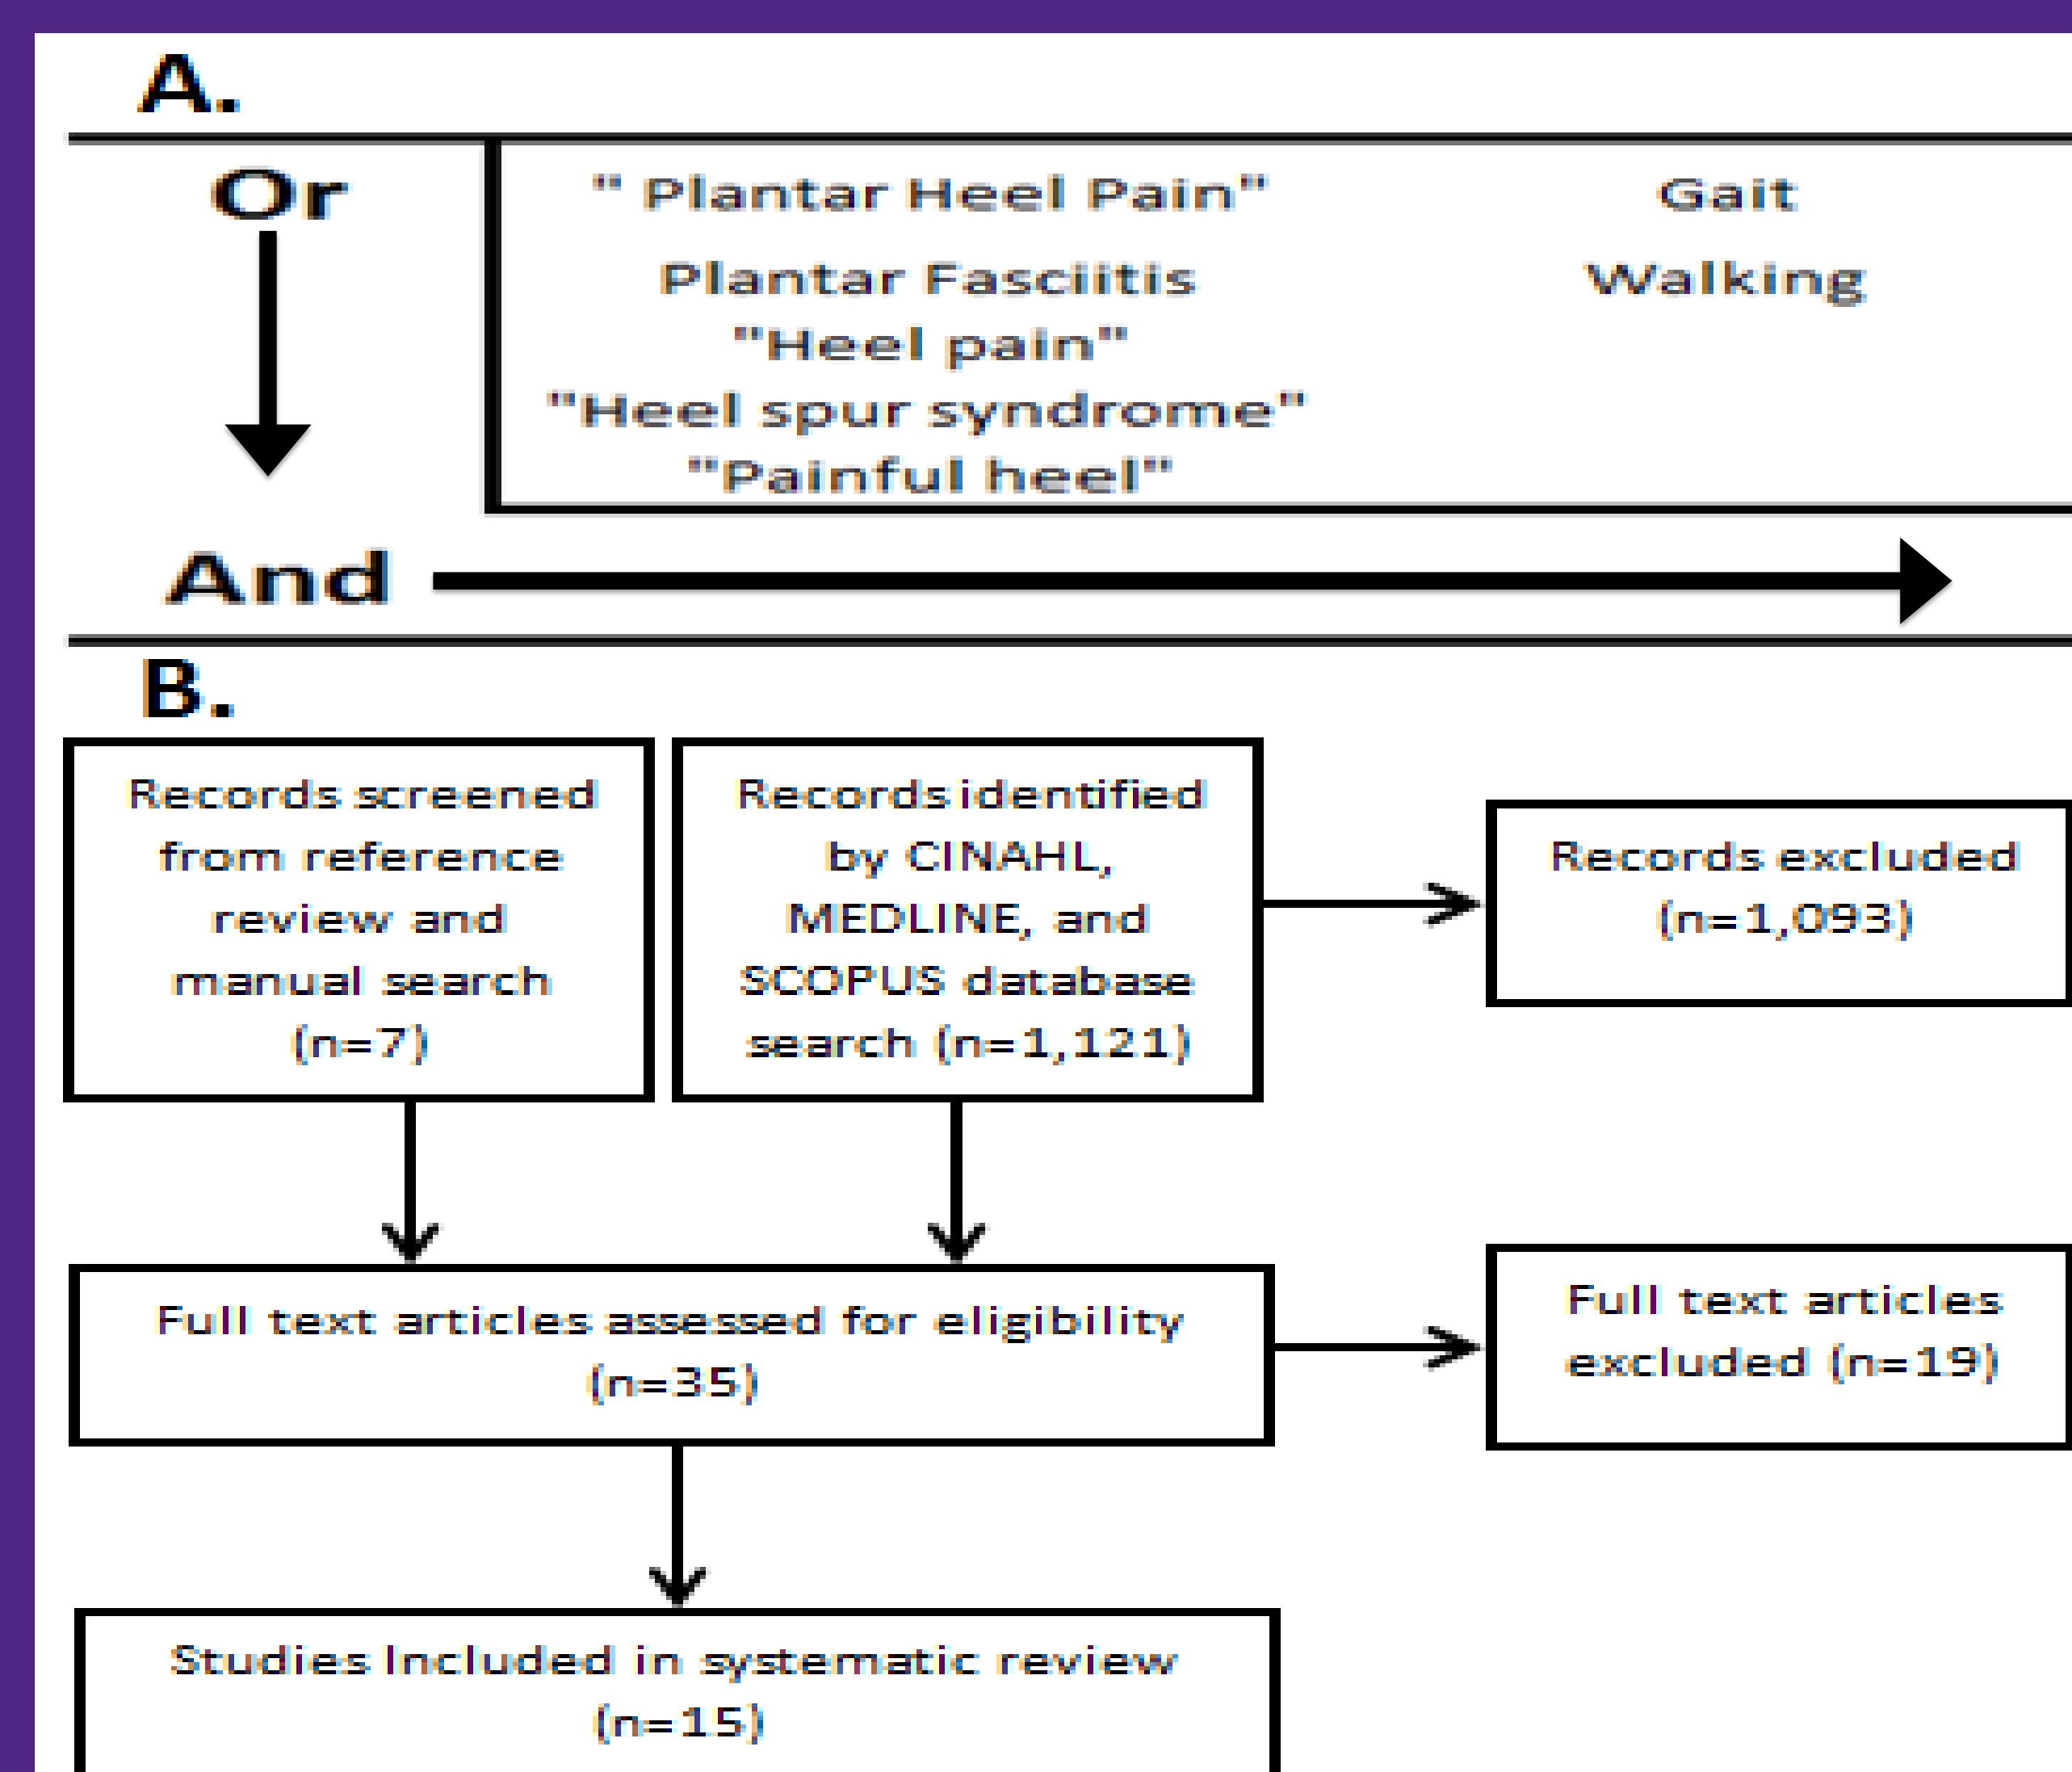 A.
Or
" Plantar Heel Pain" Gait
Plantar Fasciitis Walking
"Heel pain"
"Heel spur syndrome"
"Painful heel"
And
B.
Records screened
from reference
review and
manual search
(n=7)
Records identified
by CINAHL,
MEDLINE, and
SCOPUS database
search (n=1,121)
Records excluded
(n=1,093)
Full text articles assessed for eligibility
(n=35)
Full text articles
excluded (n=19)
Studies Included in systematic review
(n=15)